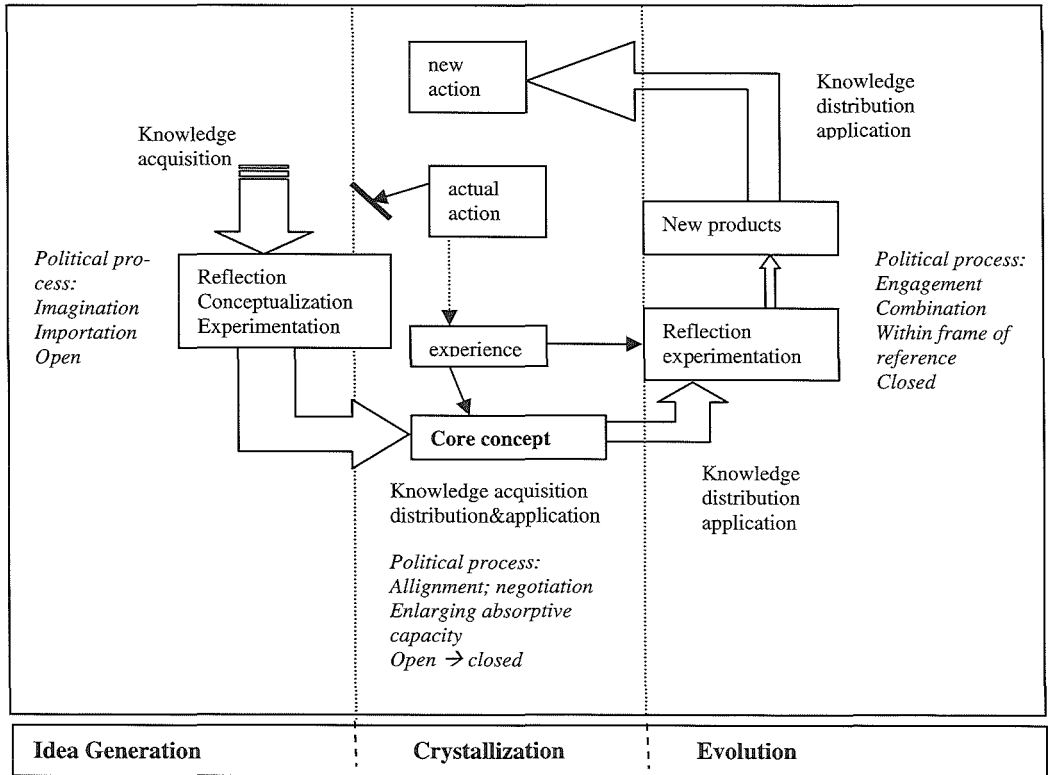 new
action
Knowledge
distribution
application
Knowledge
acquisition
actual
action
New products
Political pro-
cess:
Imagination
Importation
Open
Reflection
Conceptualization
Experimentation
Political process:
Engagement
Combination
Within frame of
reference
Closed
experience
Reflection
experimentation
Core concept
Knowledge acquisition
distribution&application
Knowledge
distribution
application
Political process:
Allignment; negotiation
Enlarging absorptive
capacity
Open → closed
Idea Generation
Crystallization
Evolution